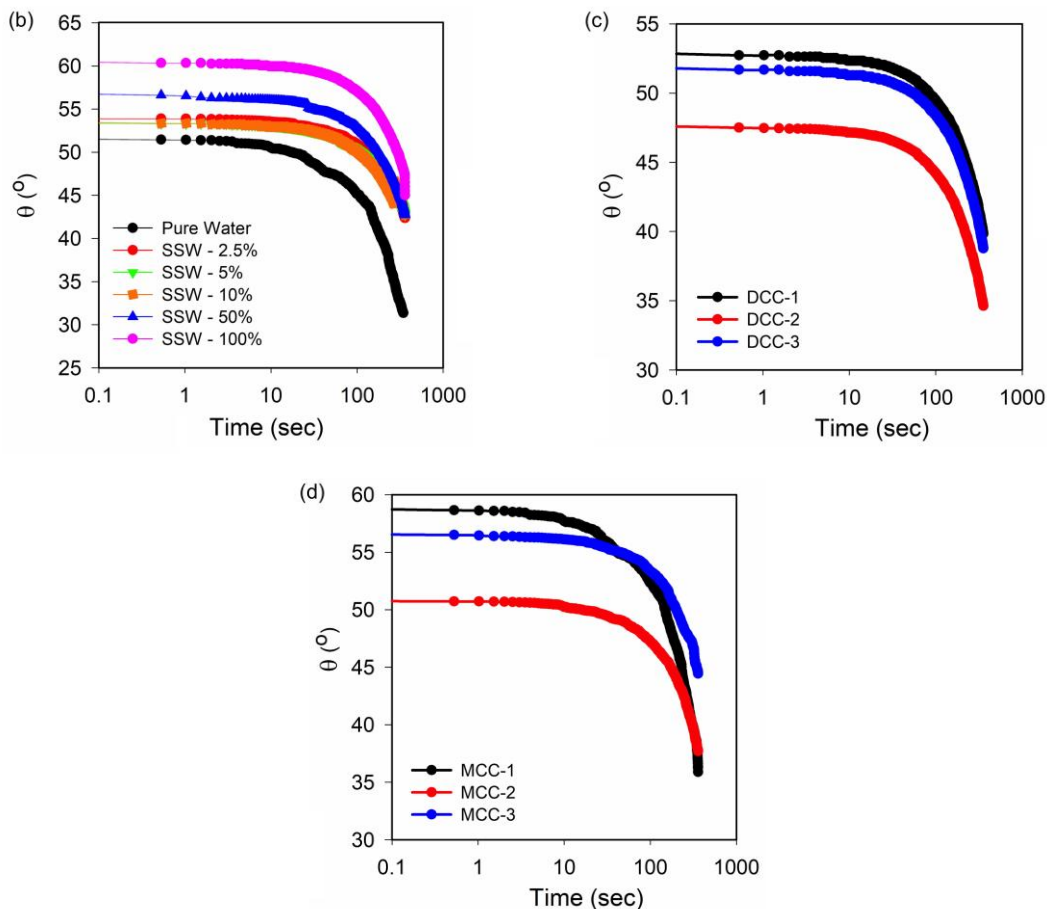 (b)
65
60
55
50
45
40
35
30
25
θ (°)
Pure Water
SSW - 2.5%
SSW - 5%
SSW - 10%
SSW - 50%
SSW - 100%
0.1 1 10 100 1000
Time (sec)
(c)
55
50
45
40
35
30
θ (°)
DCC-1
DCC-2
DCC-3
0.1 1 10 100 1000
Time (sec)
(d)
60
55
50
45
40
35
30
θ (°)
MCC-1
MCC-2
MCC-3
0.1 1 10 100 1000
Time (sec)